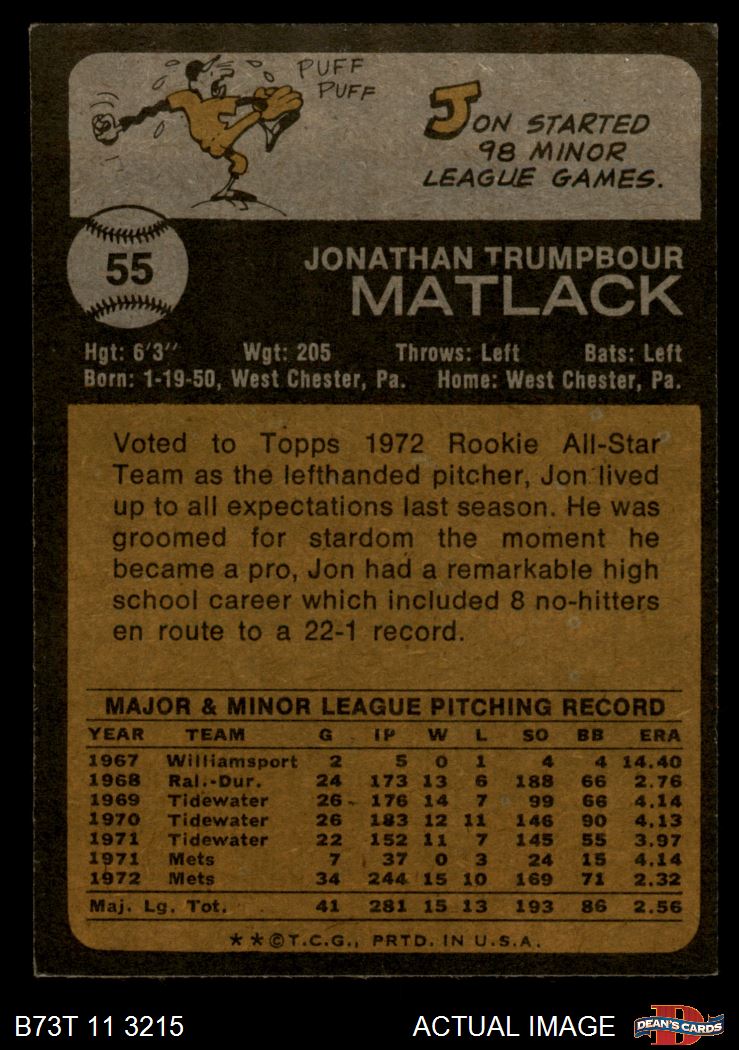 PUFF
PUFF
JON STARTED
98 MINOR
LEAGUE GAMES.
55
JONATHAN TRUMPBOUR
MATLACK
Hgt: 6'3" Wgt: 205 Throws: Left Bats: Left
Born: 1-19-50, West Chester, Pa. Home: West Chester, Pa.
Voted to Topps 1972 Rookie All-Star
Team as the lefthanded pitcher, Jon lived
up to all expectations last season. He was
groomed for stardom the moment he
became a pro, Jon had a remarkable high
school career which included 8 no-hitters
en route to a 22-1 record.
MAJOR & MINOR LEAGUE PITCHING RECORD
YEAR TEAM G IP W L SO BB ERA
1967 Williamsport 2 5 0 1 4 4 14.40
1968 Ral.-Dur. 24 173 13 6 188 66 2.76
1969 Tidewater 26 176 14 7 99 66 4.14
1970 Tidewater 26 183 12 11 146 90 4.13
1971 Tidewater 22 152 11 7 145 55 3.97
1971 Mets 7 37 0 3 24 15 4.14
1972 Mets 34 244 15 10 169 71 2.32
Maj. Lg. Tot. 41 281 15 13 193 86 2.56
**©T.C.G., PRTD. IN U.S.A.
B73T 11 3215 ACTUAL IMAGE D DEAN'S CARDS